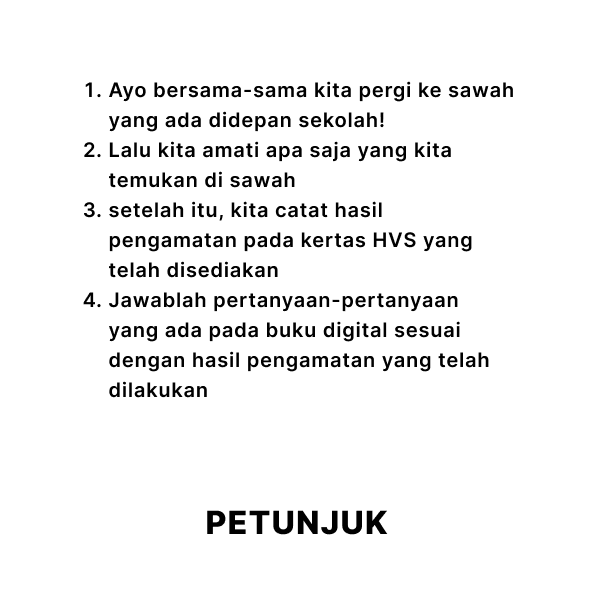 1. Ayo bersama-sama kita pergi ke sawah
yang ada didepan sekolah!
2. Lalu kita amati apa saja yang kita
temukan di sawah
3. setelah itu, kita catat hasil
pengamatan pada kertas HVS yang
telah disediakan
4. Jawablah pertanyaan-pertanyaan
yang ada pada buku digital sesuai
dengan hasil pengamatan yang telah
dilakukan
PETUNJUK